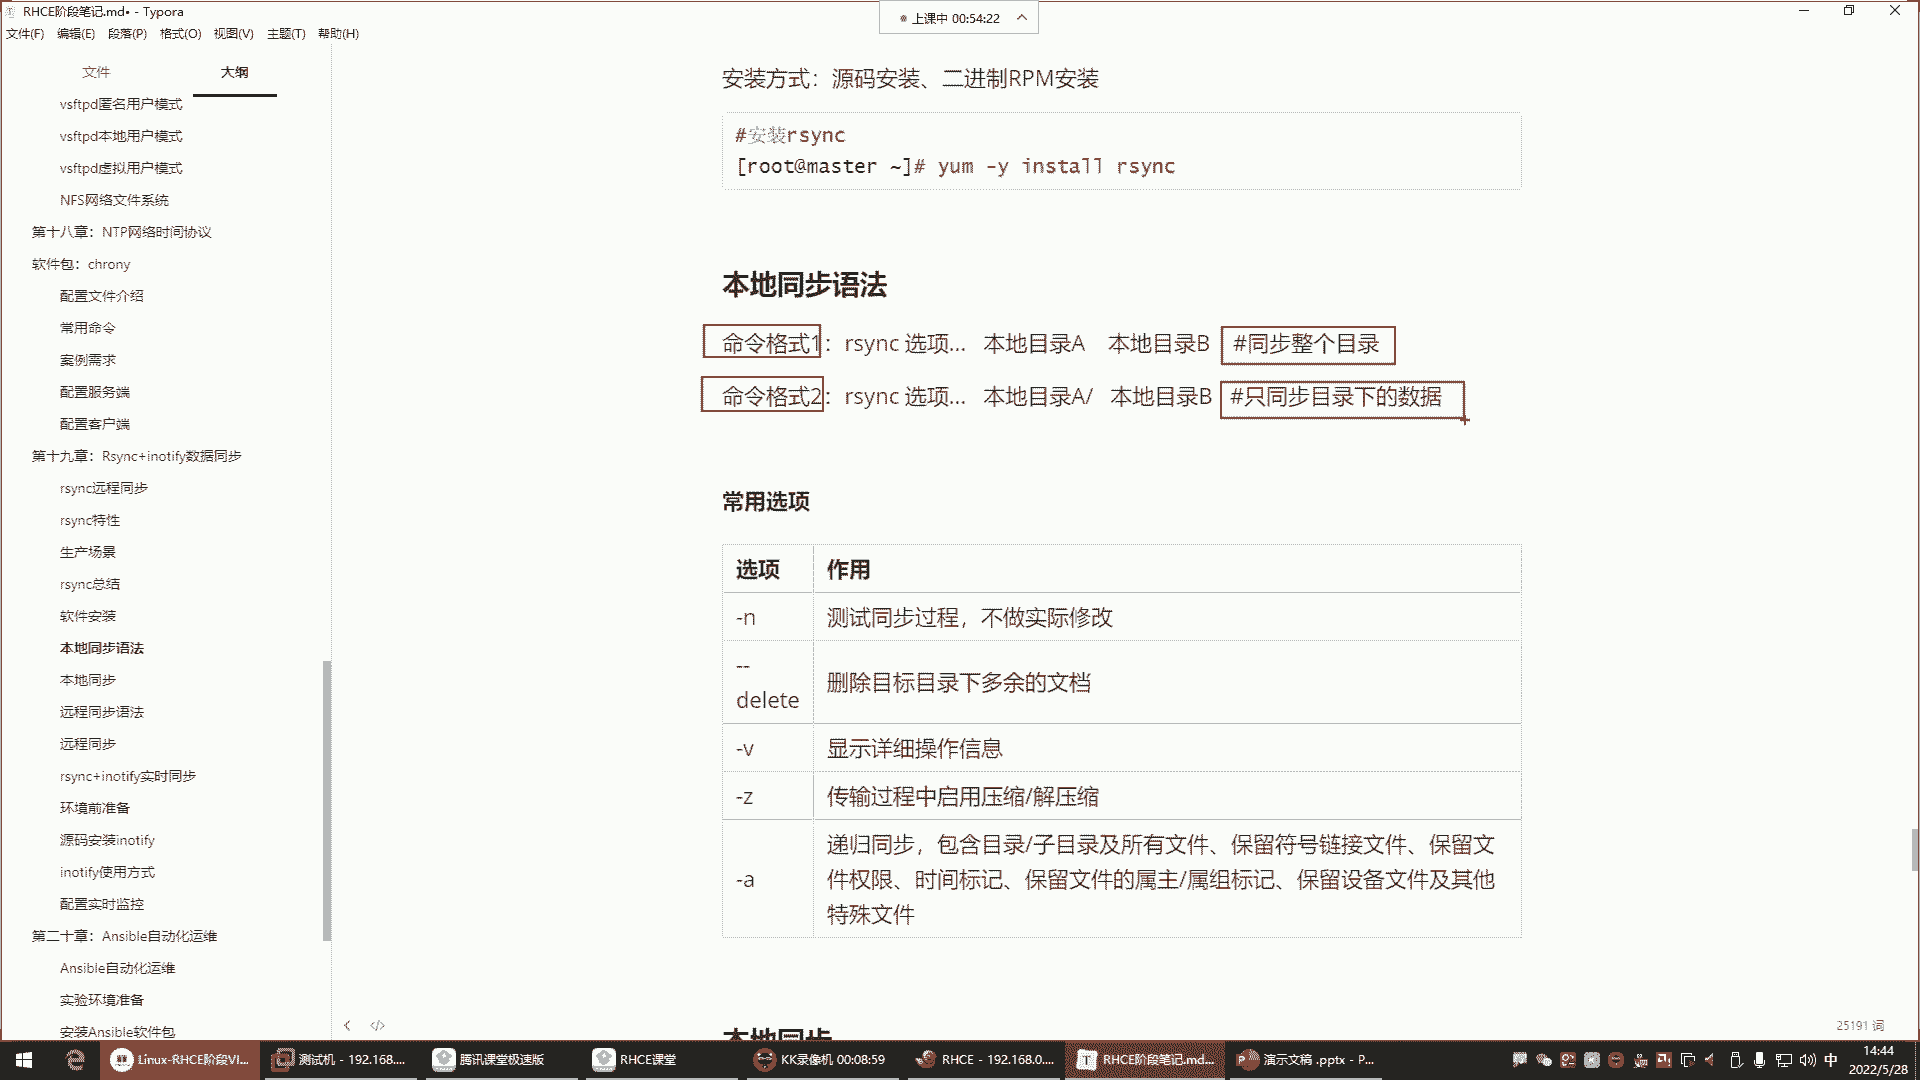 RHCE阶段笔记.md• - Typora
上课中 00:54:22
文件(F) 编辑(E) 段落(P) 格式(O) 视图(V) 主题(T) 帮助(H)
文件 大纲
vsftpd匿名用户模式
vsftpd本地用户模式
vsftpd虚拟用户模式
NFS网络文件系统
第十八章：NTP网络时间协议
软件包：chrony
配置文件介绍
常用命令
案例需求
配置服务端
配置客户端
第十九章：Rsync+inotify数据同步
rsync远程同步
rsync特性
生产场景
rsync总结
软件安装
本地同步语法
本地同步
远程同步语法
远程同步
rsync+inotify实时同步
环境前准备
源码安装inotify
inotify使用方式
配置实时监控
第二十章：Ansible自动化运维
Ansible自动化运维
实验环境准备
安装Ansible软件包
安装方式：源码安装、二进制RPM安装
#安装rsync
[root@master ~]# yum -y install rsync
本地同步语法
命令格式1：rsync 选项... 本地目录A 本地目录B #同步整个目录
命令格式2：rsync 选项... 本地目录A/ 本地目录B #只同步目录下的数据
常用选项
选项 作用
-n 测试同步过程，不做实际修改
--delete 删除目标目录下多余的文档
-v 显示详细操作信息
-z 传输过程中启用压缩/解压缩
-a 递归同步，包含目录/子目录及所有文件、保留符号链接文件、保留文
件权限、时间标记、保留文件的属主/属组标记、保留设备文件及其他
特殊文件
本地同步
25191 词
Linux-RHCE阶段VI...
测试机 - 192.168....
腾讯课堂极速版
RHCE课堂
KK录像机 00:08:59
RHCE - 192.168.0....
RHCE阶段笔记.md...
演示文稿 .pptx - P...
中
14:44
2022/5/28